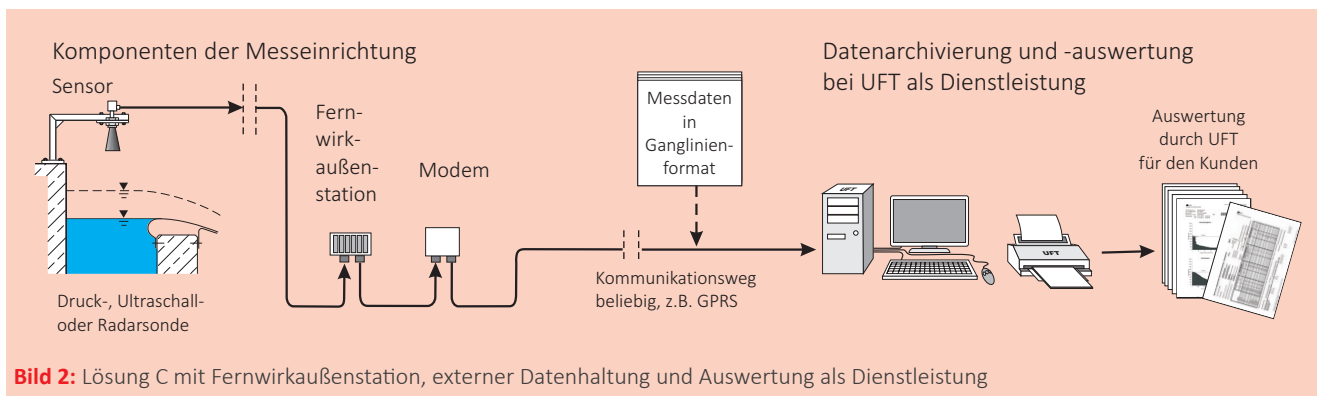 Komponenten der Messeinrichtung
Sensor
Fern-
wirk-
außen-
station
Modem
Druck-, Ultraschall-
oder Radarsonde
Messdaten
in
Ganglinien-
format
Kommunikationsweg
beliebig, z.B. GPRS
Datenarchivierung und -auswertung
bei UFT als Dienstleistung
UFT
UFT
Auswertung
durch UFT
für den Kunden
Bild 2: Lösung C mit Fernwirkaußenstation, externer Datenhaltung und Auswertung als Dienstleistung